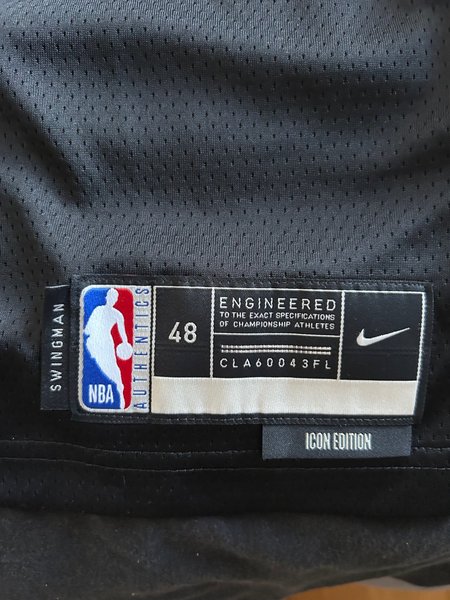 SWINGMAN
NBA
AUTHENTICS
48
ENGINEERED
TO THE EXACT SPECIFICATIONS
OF CHAMPIONSHIP ATHLETES
CLA60043FL
ICON EDITION